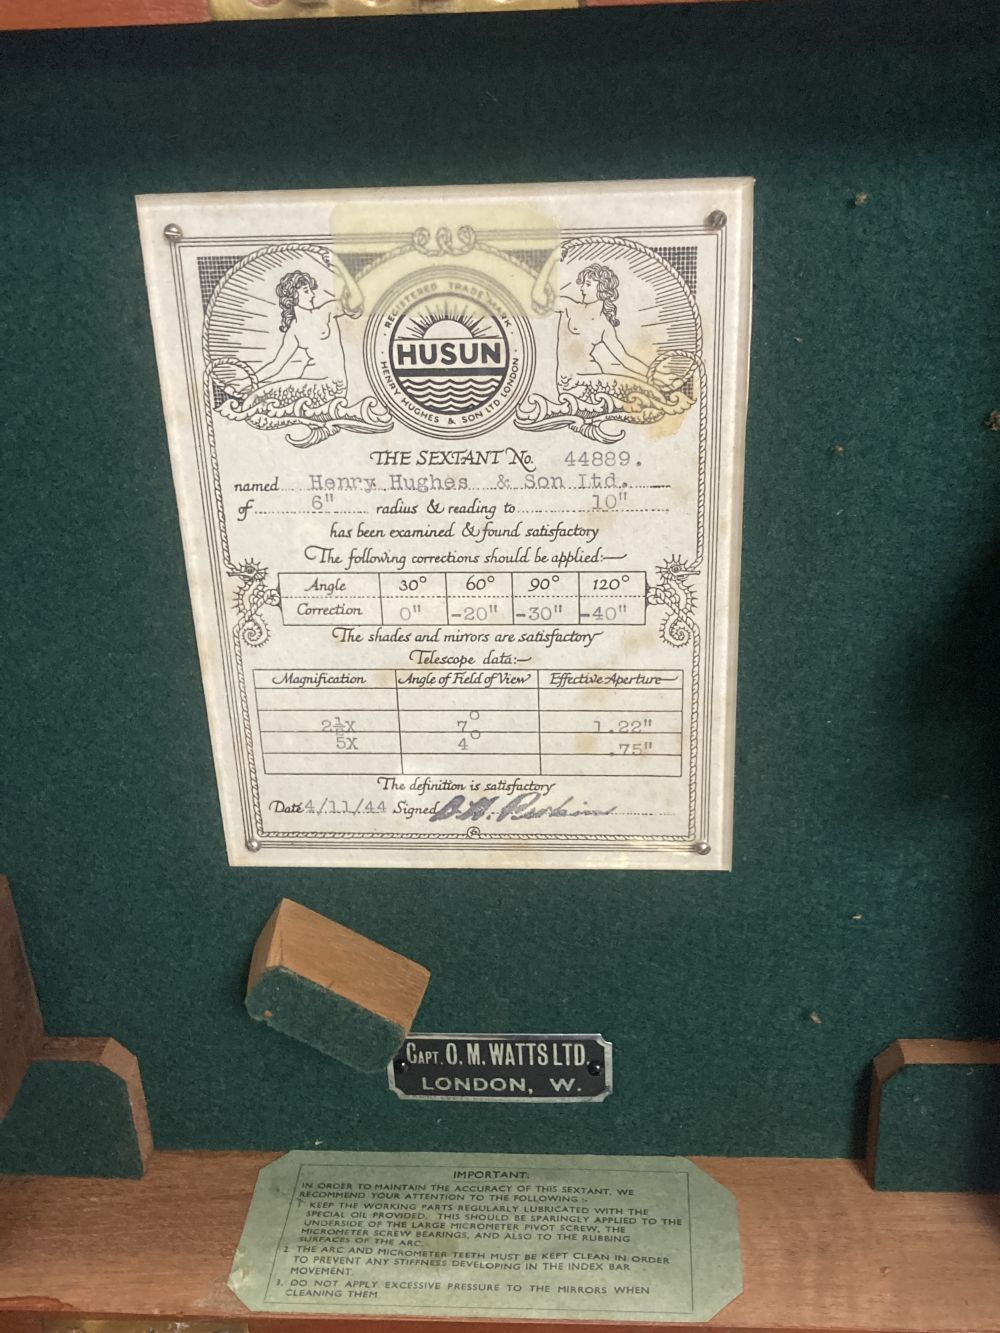 REGISTERED TRADE MARK
HUSUN
HENRY HUGHES & SON LTD LONDON
THE SEXTANT No. 44889.
named Henry Hughes & Son Ltd.
of 6" radius & reading to 10"
has been examined & found satisfactory
The following corrections should be applied:—
Angle 30° 60° 90° 120°
Correction 0" -20" -30" -40"
The shades and mirrors are satisfactory
Telescope data:—
Magnification Angle of Field of View Effective Aperture
2½X 7° 1.22"
5X 4° .75"
The definition is satisfactory
Date 4/11/44 Signed
CAPT. O. M. WATTS LTD.
LONDON, W.
IMPORTANT.
IN ORDER TO MAINTAIN THE ACCURACY OF THIS SEXTANT, WE
RECOMMEND YOUR ATTENTION TO THE FOLLOWING :-
1. KEEP THE WORKING PARTS REGULARLY LUBRICATED WITH THE
SPECIAL OIL PROVIDED. THIS SHOULD BE SPARINGLY APPLIED TO THE
UNDERSIDE OF THE LARGE MICROMETER PIVOT SCREW, THE
MICROMETER SCREW BEARINGS, AND ALSO TO THE RUBBING
SURFACES OF THE ARC.
2. THE ARC AND MICROMETER TEETH MUST BE KEPT CLEAN IN ORDER
TO PREVENT ANY STIFFNESS DEVELOPING IN THE INDEX BAR
MOVEMENT.
3. DO NOT APPLY EXCESSIVE PRESSURE TO THE MIRRORS WHEN
CLEANING THEM